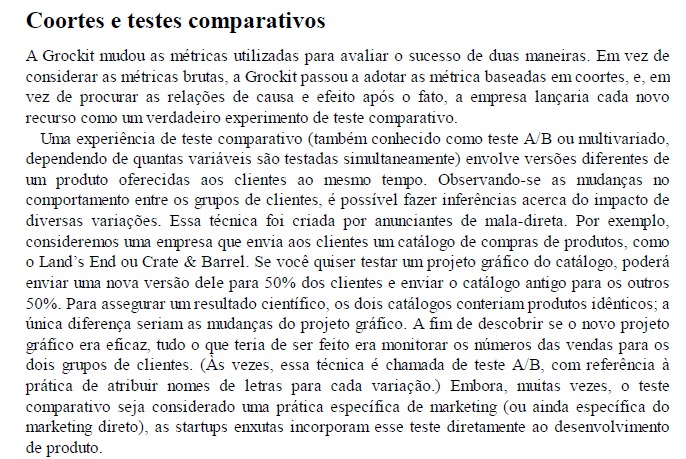 Coortes e testes comparativos
A Grockit mudou as métricas utilizadas para avaliar o sucesso de duas maneiras. Em vez de
considerar as métricas brutas, a Grockit passou a adotar as métrica baseadas em coortes, e, em
vez de procurar as relações de causa e efeito após o fato, a empresa lançaria cada novo
recurso como um verdadeiro experimento de teste comparativo.
Uma experiência de teste comparativo (também conhecido como teste A/B ou multivariado,
dependendo de quantas variáveis são testadas simultaneamente) envolve versões diferentes de
um produto oferecidas aos clientes ao mesmo tempo. Observando-se as mudanças no
comportamento entre os grupos de clientes, é possível fazer inferências acerca do impacto de
diversas variações. Essa técnica foi criada por anunciantes de mala-direta. Por exemplo,
consideremos uma empresa que envia aos clientes um catálogo de compras de produtos, como
o Land’s End ou Crate & Barrel. Se você quiser testar um projeto gráfico do catálogo, poderá
enviar uma nova versão dele para 50% dos clientes e enviar o catálogo antigo para os outros
50%. Para assegurar um resultado científico, os dois catálogos conteriam produtos idênticos; a
única diferença seriam as mudanças do projeto gráfico. A fim de descobrir se o novo projeto
gráfico era eficaz, tudo o que teria de ser feito era monitorar os números das vendas para os
dois grupos de clientes. (Às vezes, essa técnica é chamada de teste A/B, com referência à
prática de atribuir nomes de letras para cada variação.) Embora, muitas vezes, o teste
comparativo seja considerado uma prática específica de marketing (ou ainda específica do
marketing direto), as startups enxutas incorporam esse teste diretamente ao desenvolvimento
de produto.